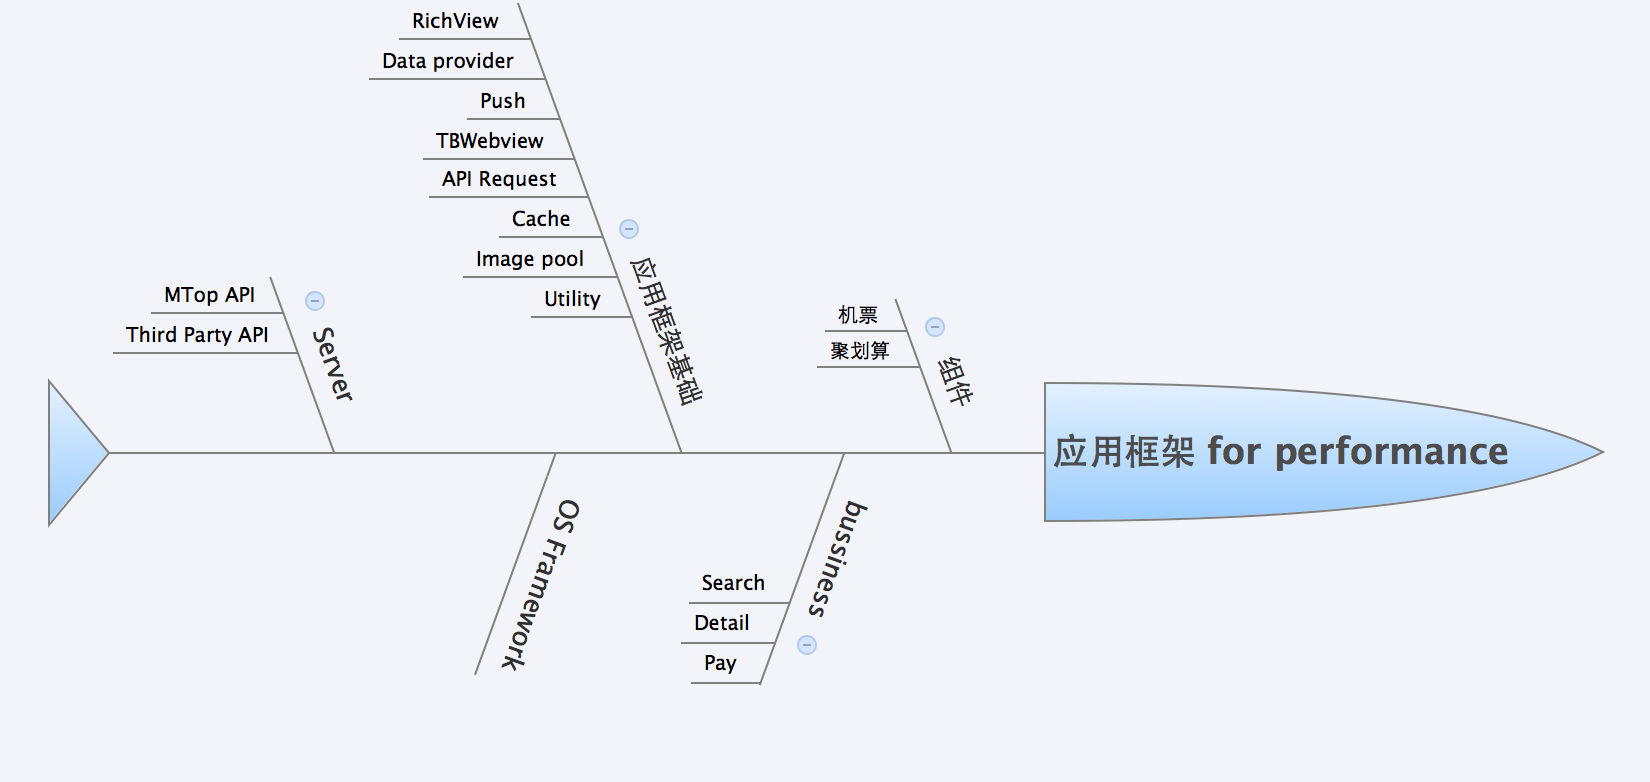 RichView
Data provider
Push
TBWebview
API Request
Cache
Image pool
Utility
应用框架基础
MTop API
Third Party API
Server
机票
聚划算
组件
应用框架 for performance
OS Framework
bussiness
Search
Detail
Pay